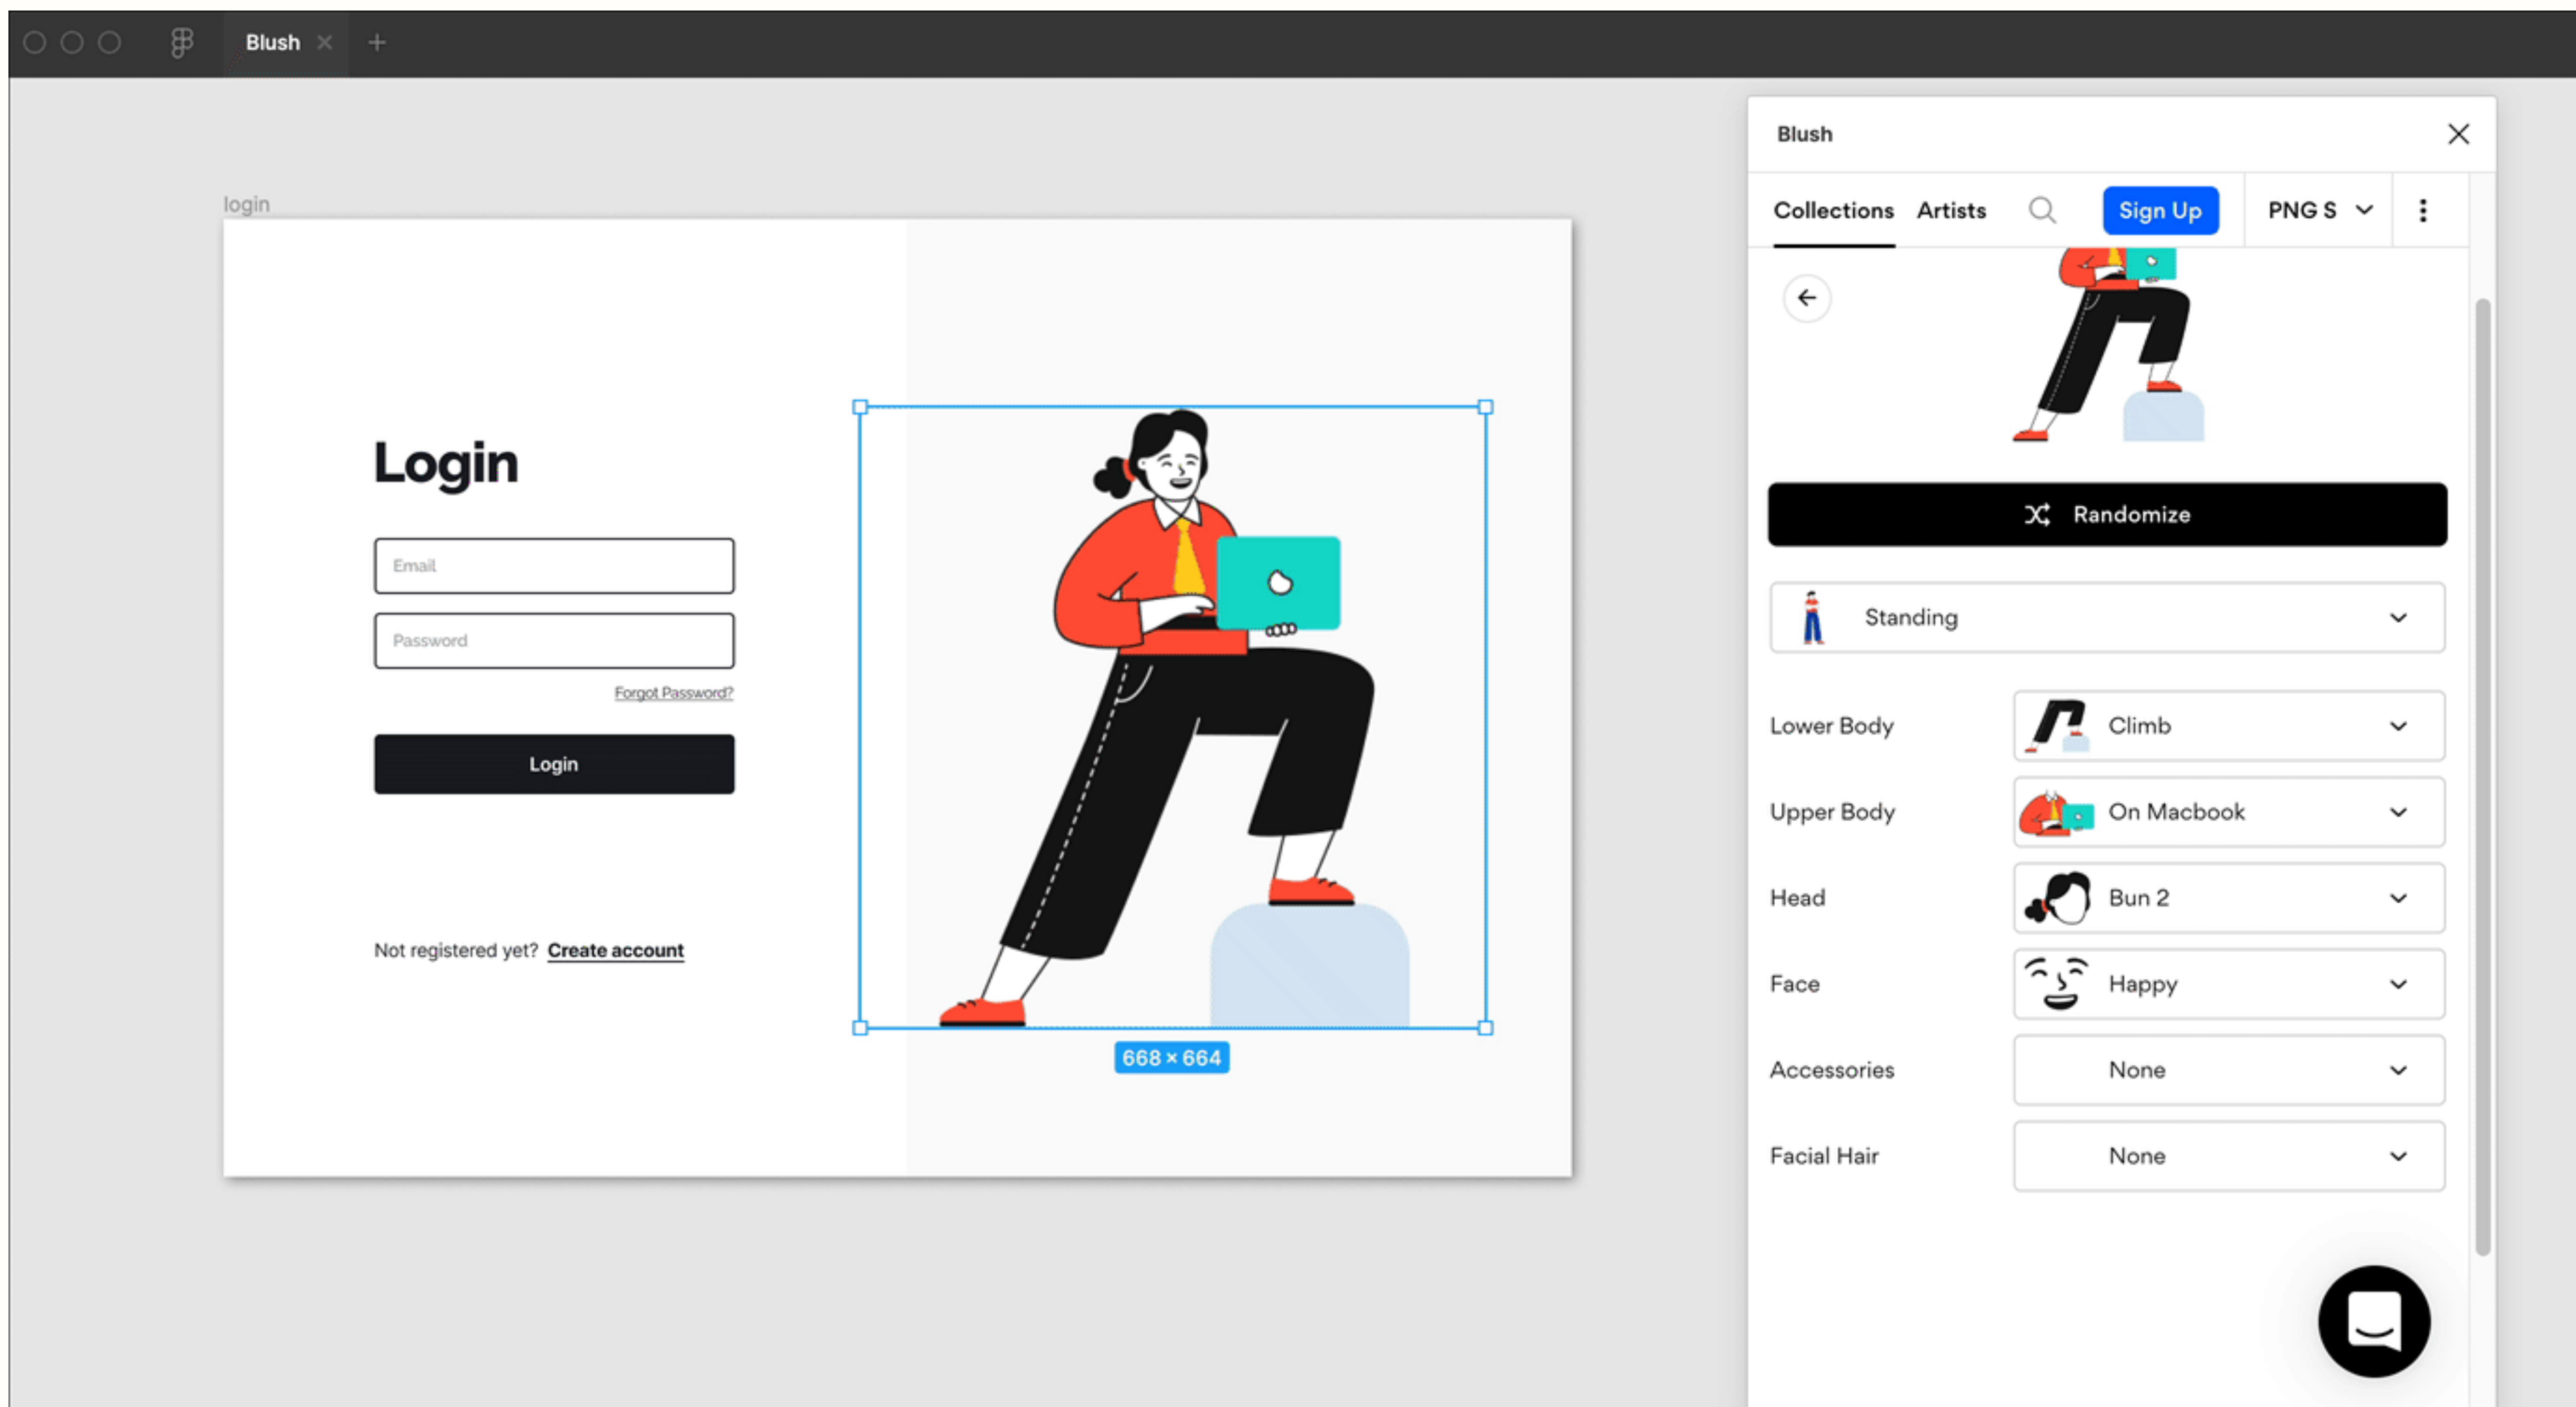 Blush
login
Login
Email
Password
Forgot Password?
Login
Not registered yet? Create account
668 × 664
Blush
Collections Artists Sign Up PNG S
Randomize
Standing
Lower Body Climb
Upper Body On Macbook
Head Bun 2
Face Happy
Accessories None
Facial Hair None